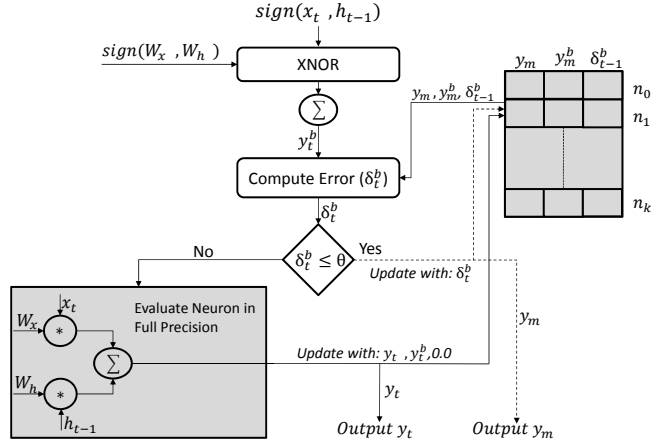 sign(x_t , h_{t−1})
sign(W_x , W_h )
XNOR
∑
y_t^b
Compute Error (δ_t^b)
δ_t^b
δ_t^b ≤ θ
No
Yes
Update with: δ_t^b
y_m , y_m^b, δ_{t−1}^b
y_m y_m^b δ_{t−1}^b
n_0
n_1
n_k
y_m
Evaluate Neuron in
Full Precision
x_t
W_x
*
∑
W_h
*
h_{t−1}
Update with: y_t , y_t^b,0.0
y_t
Output y_t
Output y_m